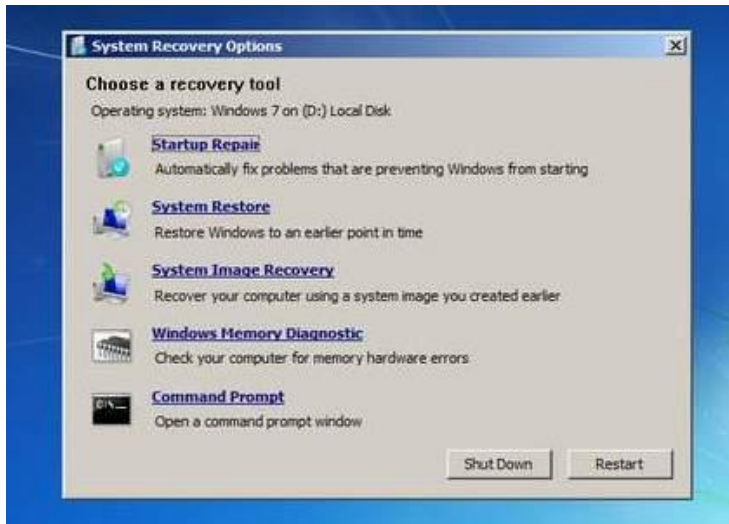 System Recovery Options
Choose a recovery tool
Operating system: Windows 7 on (D:) Local Disk
Startup Repair
Automatically fix problems that are preventing Windows from starting
System Restore
Restore Windows to an earlier point in time
System Image Recovery
Recover your computer using a system image you created earlier
Windows Memory Diagnostic
Check your computer for memory hardware errors
Command Prompt
Open a command prompt window
Shut Down
Restart